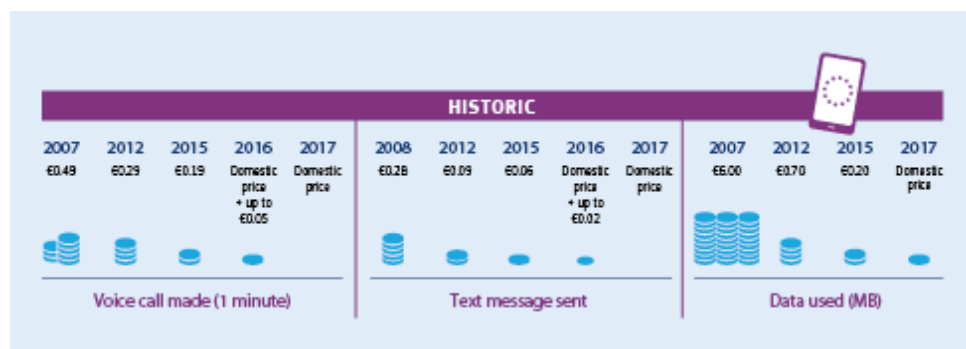 HISTORIC
2007 2012 2015 2016 2017
€0.49 €0.29 €0.19 Domestic Domestic
price price
+ up to
€0.05
Voice call made (1 minute)
2008 2012 2015 2016 2017
€0.28 €0.09 €0.06 Domestic Domestic
price price
+ up to
€0.02
Text message sent
2007 2012 2015 2017
€6.00 €0.70 €0.20 Domestic
price
Data used (MB)